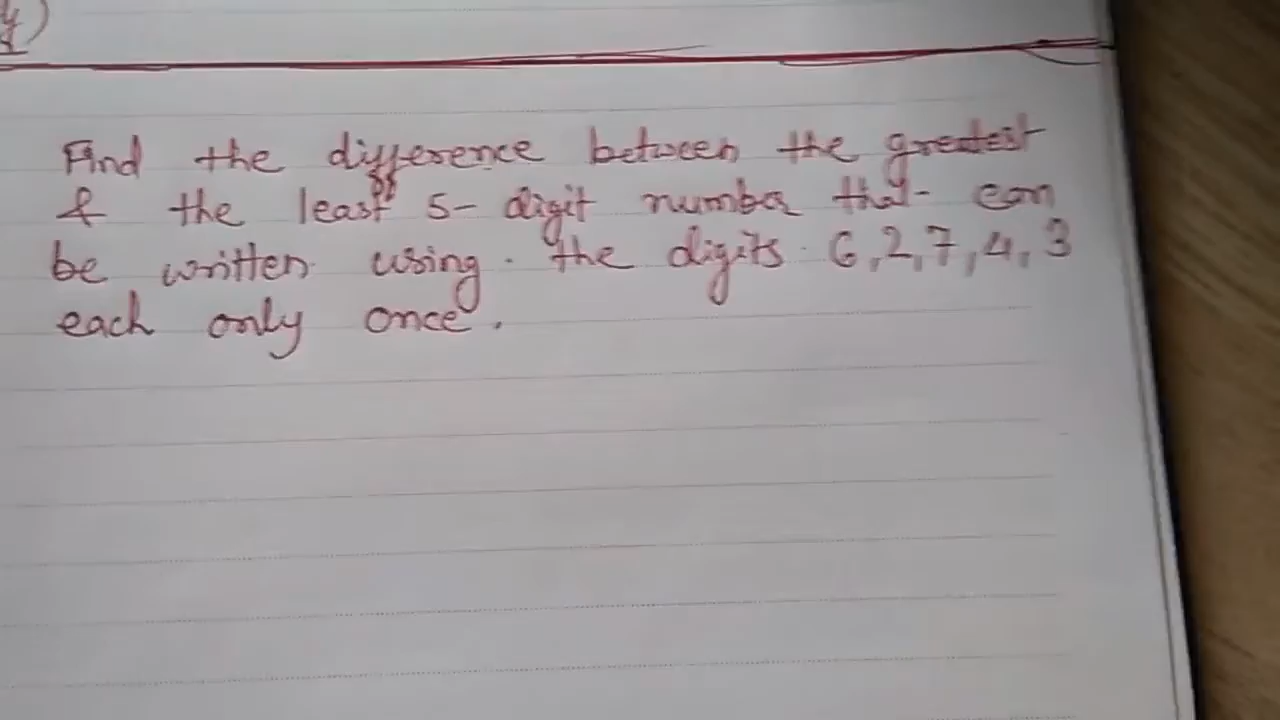 Find the difference between the greatest
& the least 5- digit number that can
be written using. the digits 6,2,7,4,3
each only once.